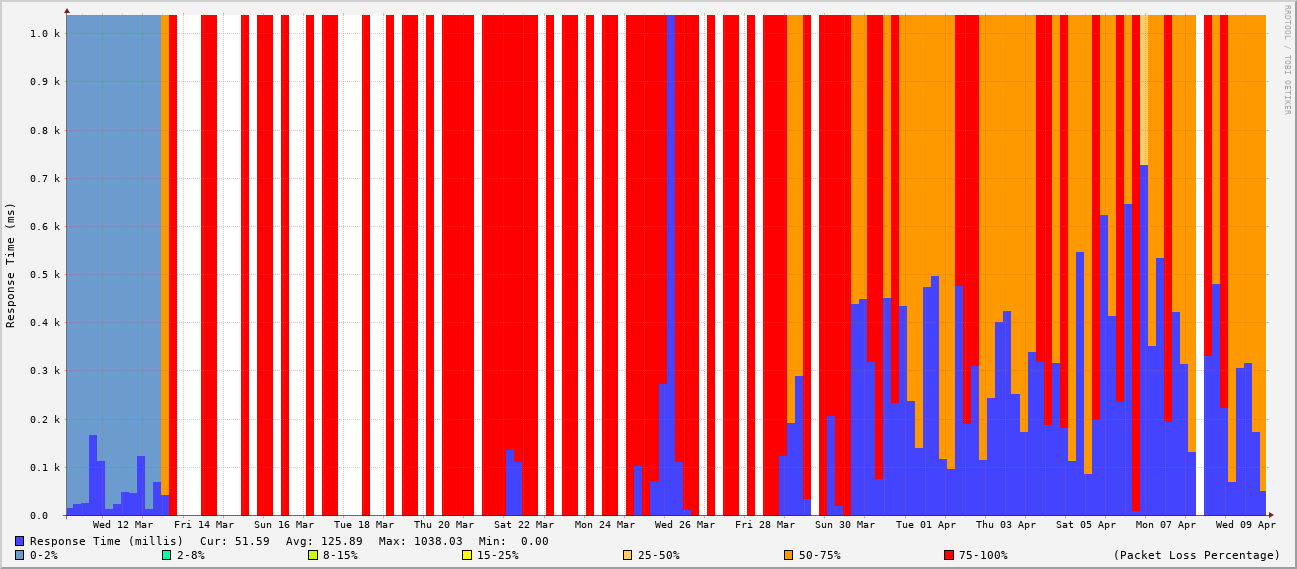 RRDTOOL / TOBI OETIKER
Response Time (ms)
1.0 k
0.9 k
0.8 k
0.7 k
0.6 k
0.5 k
0.4 k
0.3 k
0.2 k
0.1 k
0.0
Wed 12 Mar Fri 14 Mar Sun 16 Mar Tue 18 Mar Thu 20 Mar Sat 22 Mar Mon 24 Mar Wed 26 Mar Fri 28 Mar Sun 30 Mar Tue 01 Apr Thu 03 Apr Sat 05 Apr Mon 07 Apr Wed 09 Apr
Response Time (millis) Cur: 51.59 Avg: 125.89 Max: 1038.03 Min: 0.00
0-2% 2-8% 8-15% 15-25% 25-50% 50-75% 75-100% (Packet Loss Percentage)